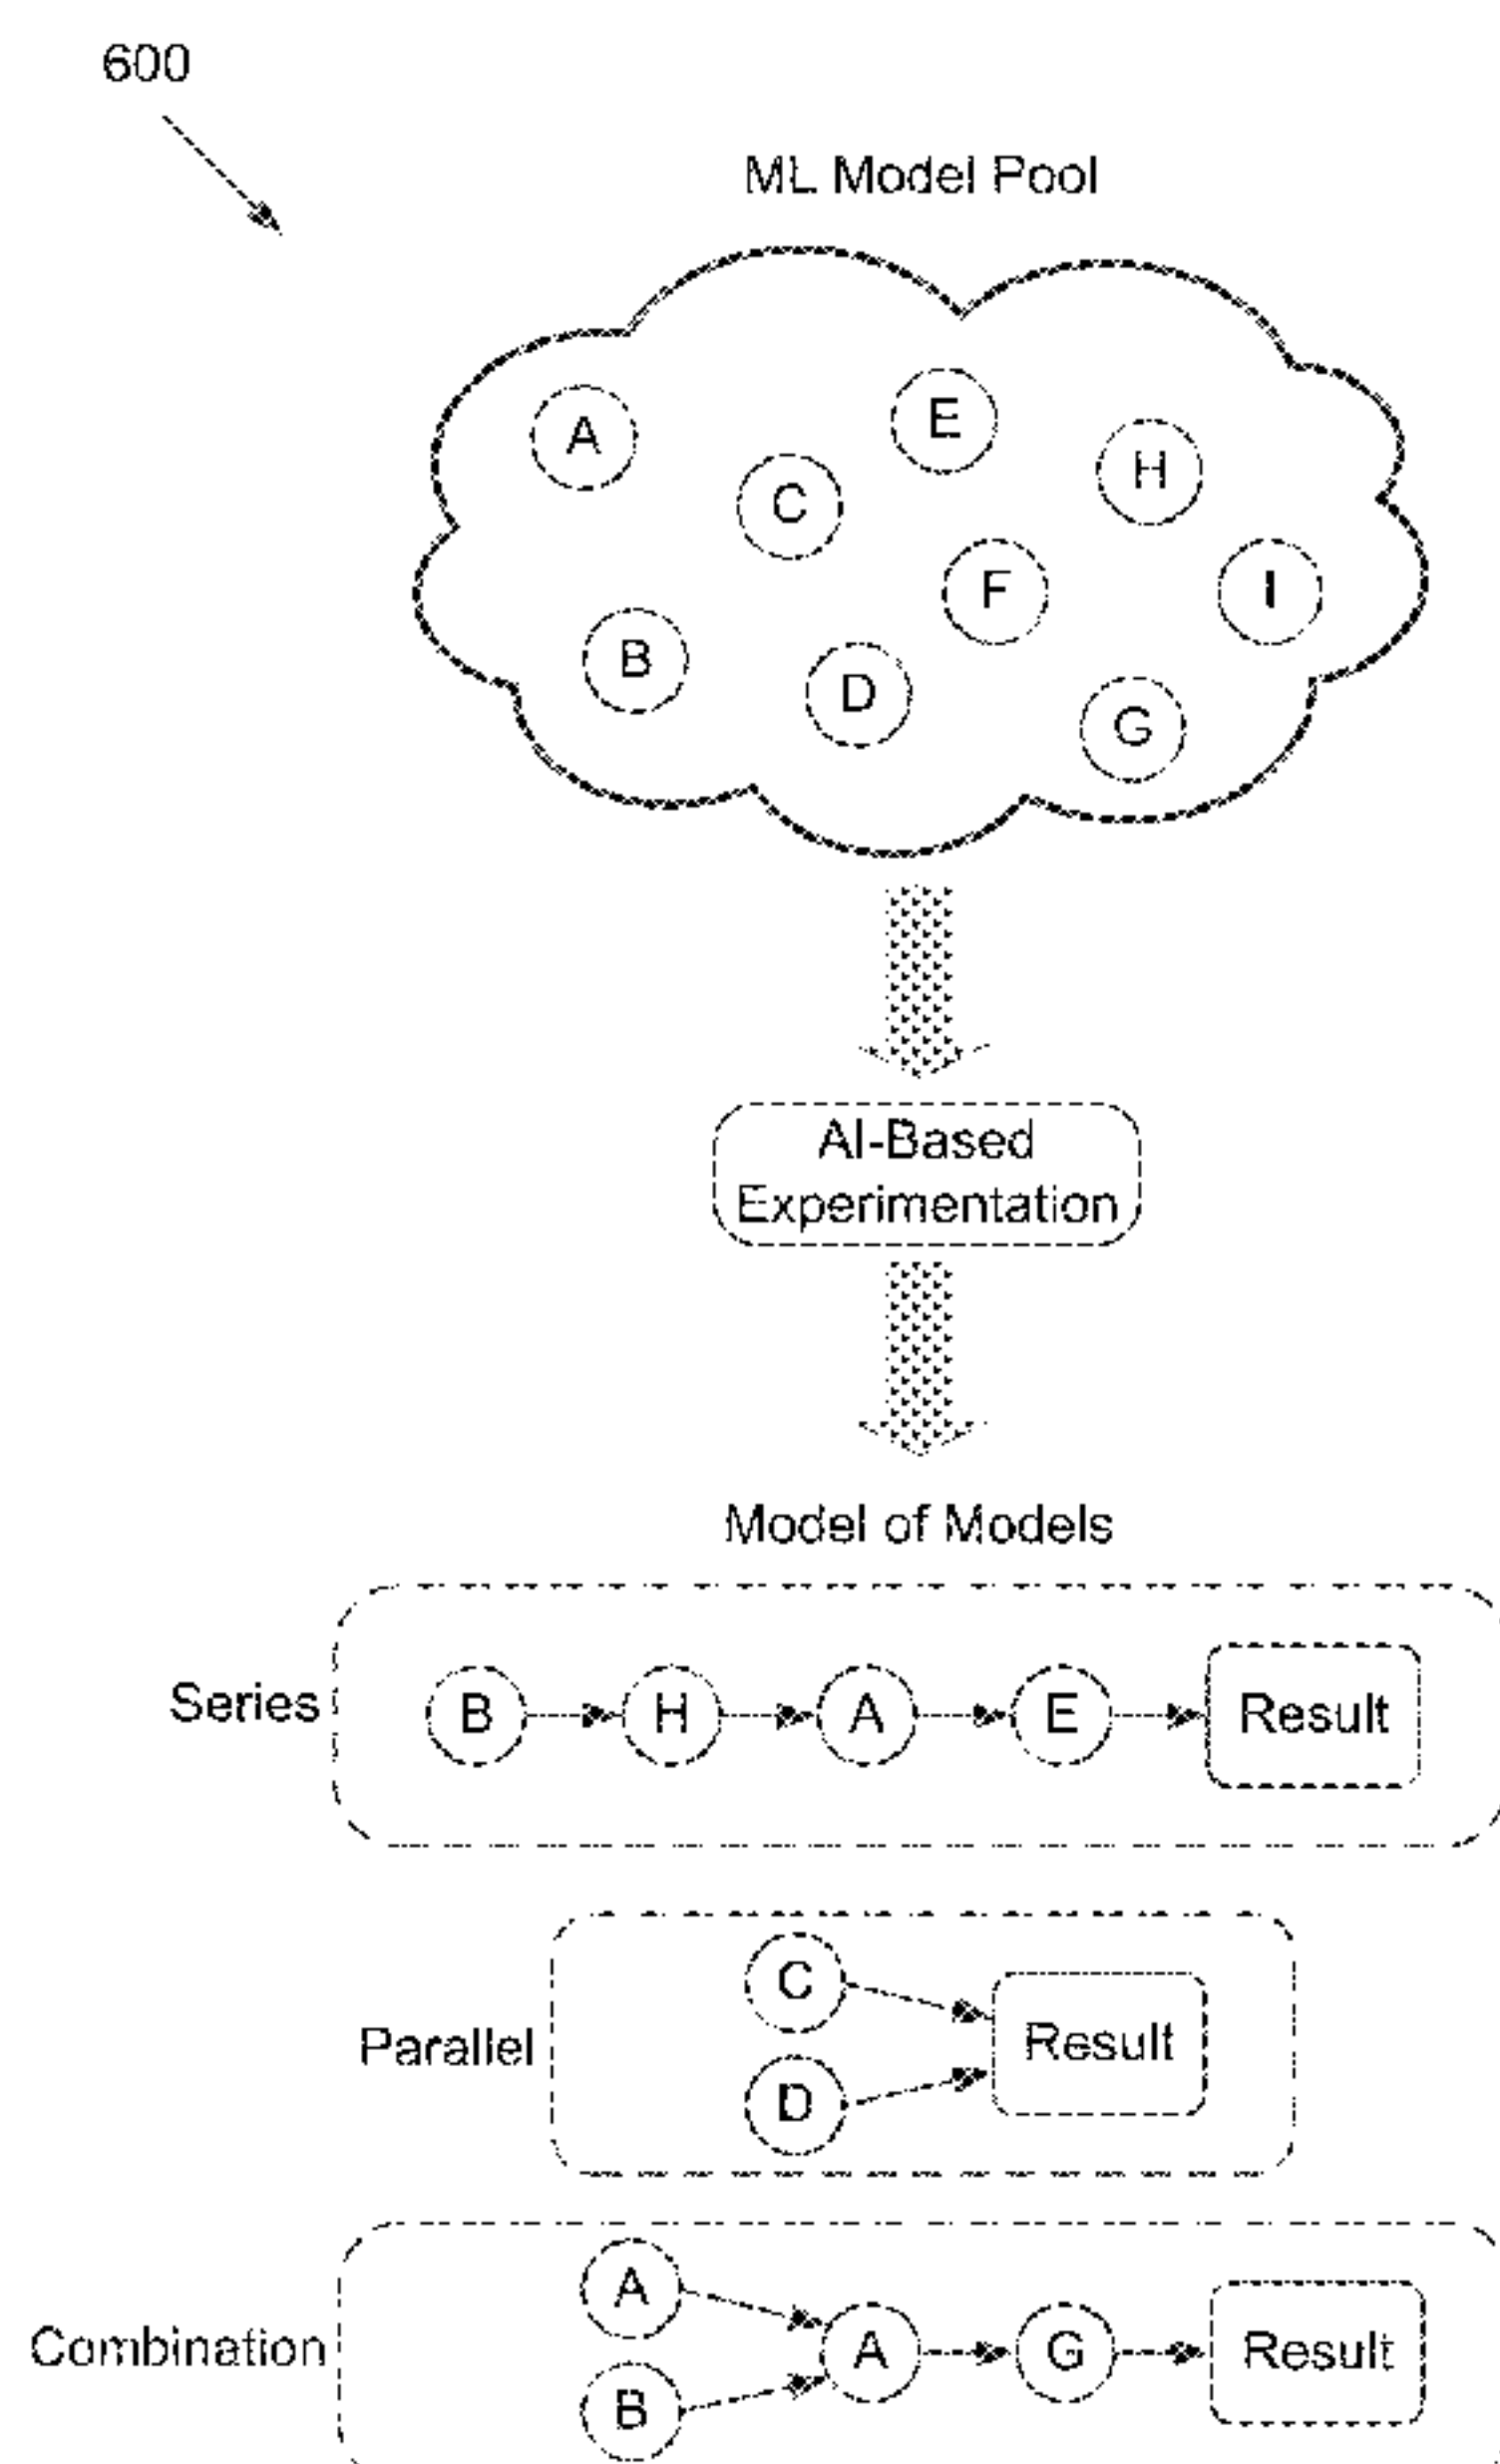 600
ML Model Pool
A
E
C
H
F
I
B
D
G
AI-Based
Experimentation
Model of Models
Series
B
H
A
E
Result
Parallel
C
D
Result
Combination
A
B
A
G
Result